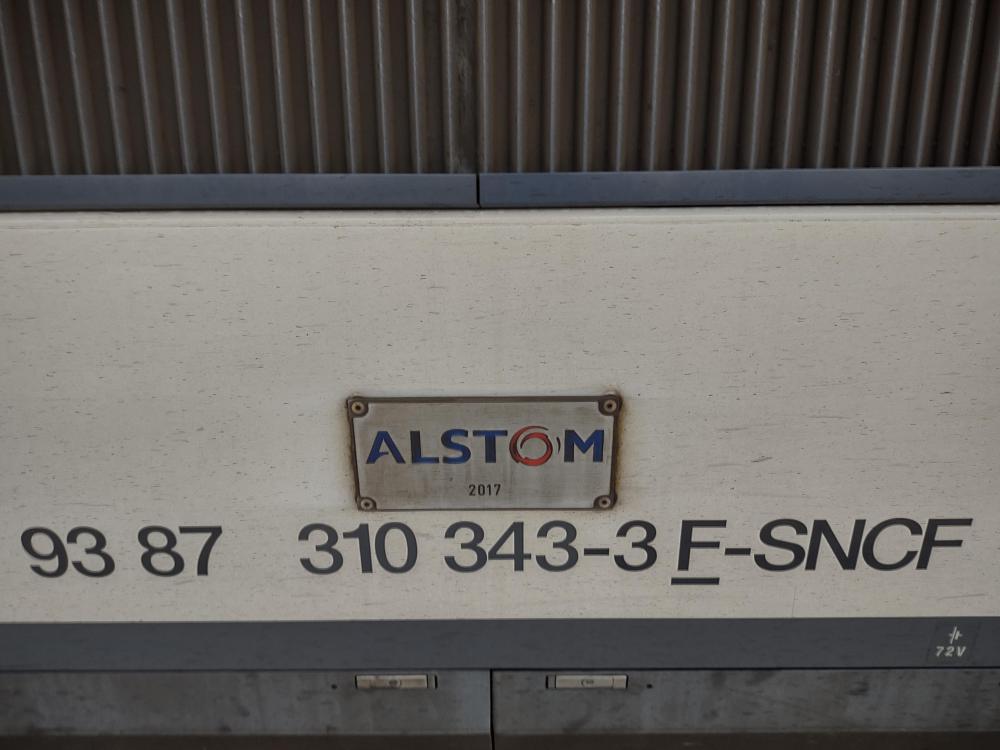 ALSTOM
2017
93 87 310 343-3 F-SNCF
72V